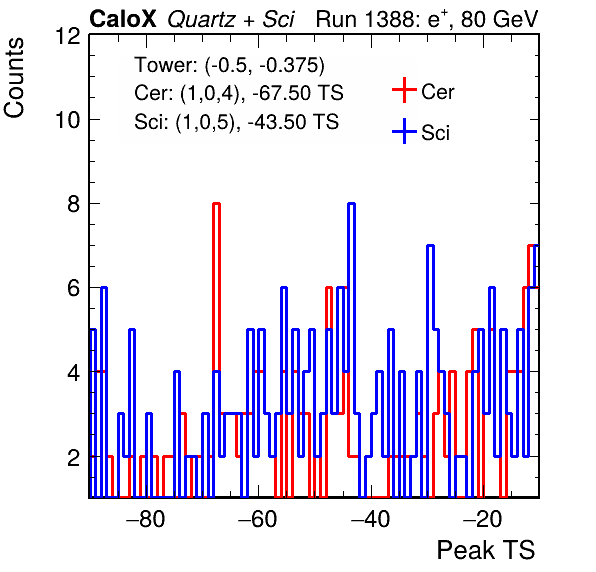 CaloX Quartz + Sci Run 1388: e⁺, 80 GeV
Counts
12
10
8
6
4
2
Tower: (-0.5, -0.375)
Cer: (1,0,4), -67.50 TS
Sci: (1,0,5), -43.50 TS
Cer
Sci
−80 −60 −40 −20
Peak TS